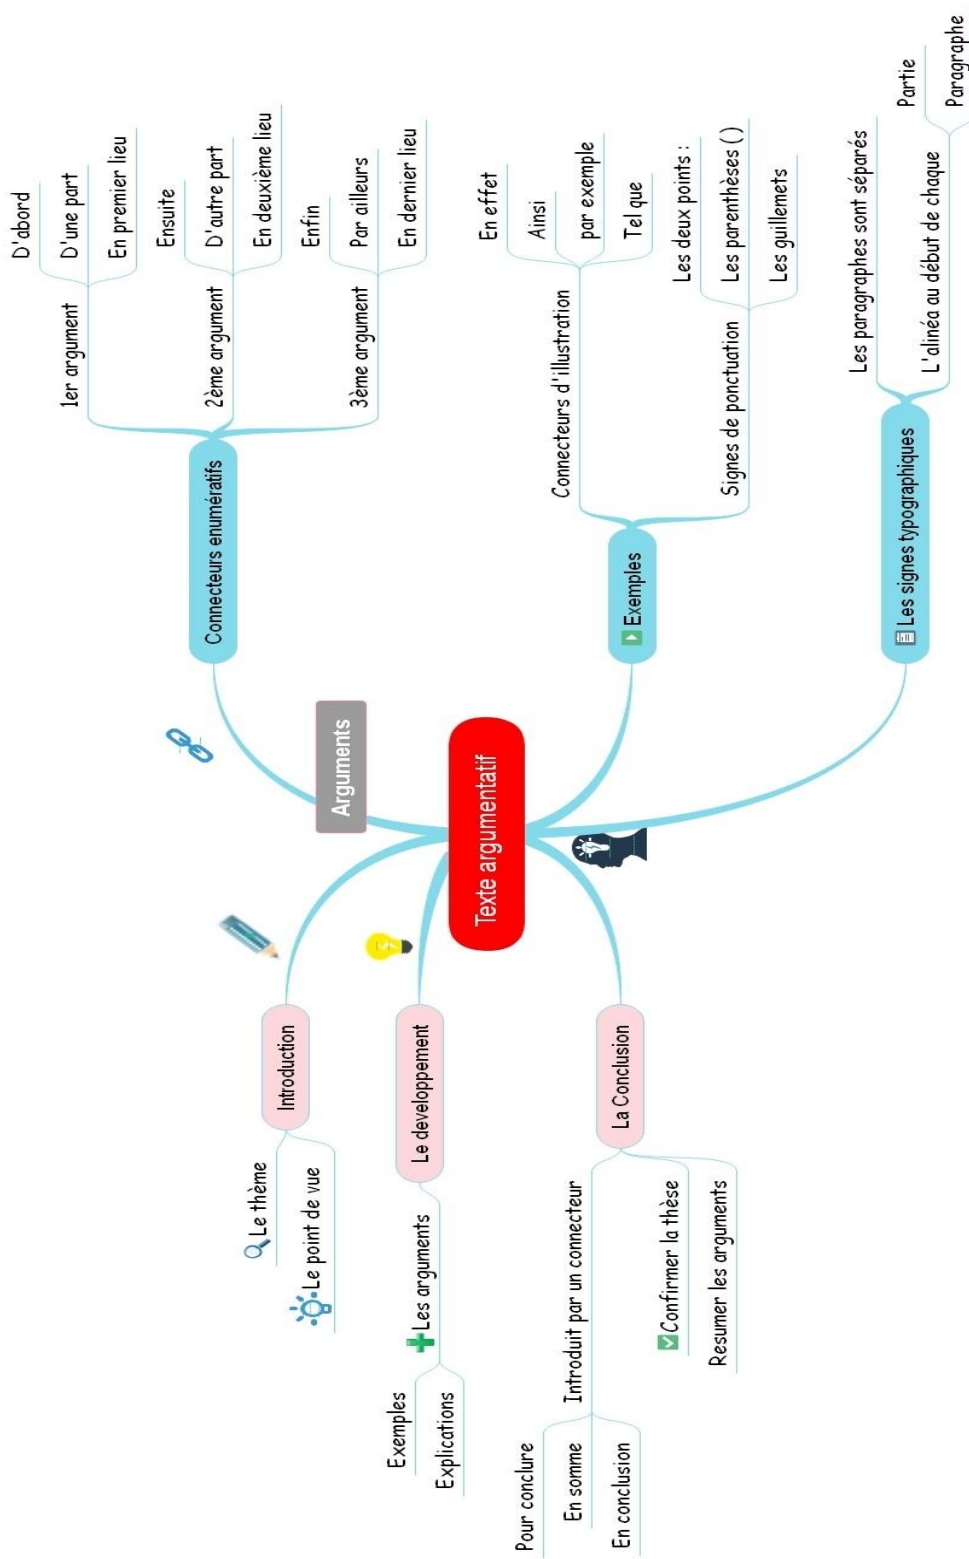 Texte argumentatif
Arguments
Connecteurs enumératifs
1er argument
D'abord
D'une part
En premier lieu
2ème argument
Ensuite
D'autre part
En deuxième lieu
3ème argument
Enfin
Par ailleurs
En dernier lieu
Exemples
Connecteurs d'illustration
En effet
Ainsi
par exemple
Tel que
Signes de ponctuation
Les deux points :
Les parenthèses ( )
Les guillemets
Les signes typographiques
Les paragraphes sont séparés
L'alinéa au début de chaque
Partie
Paragraphe
Introduction
Le thème
Le point de vue
Le developpement
Les arguments
Exemples
Explications
La Conclusion
Introduit par un connecteur
Pour conclure
En somme
En conclusion
Confirmer la thèse
Resumer les arguments